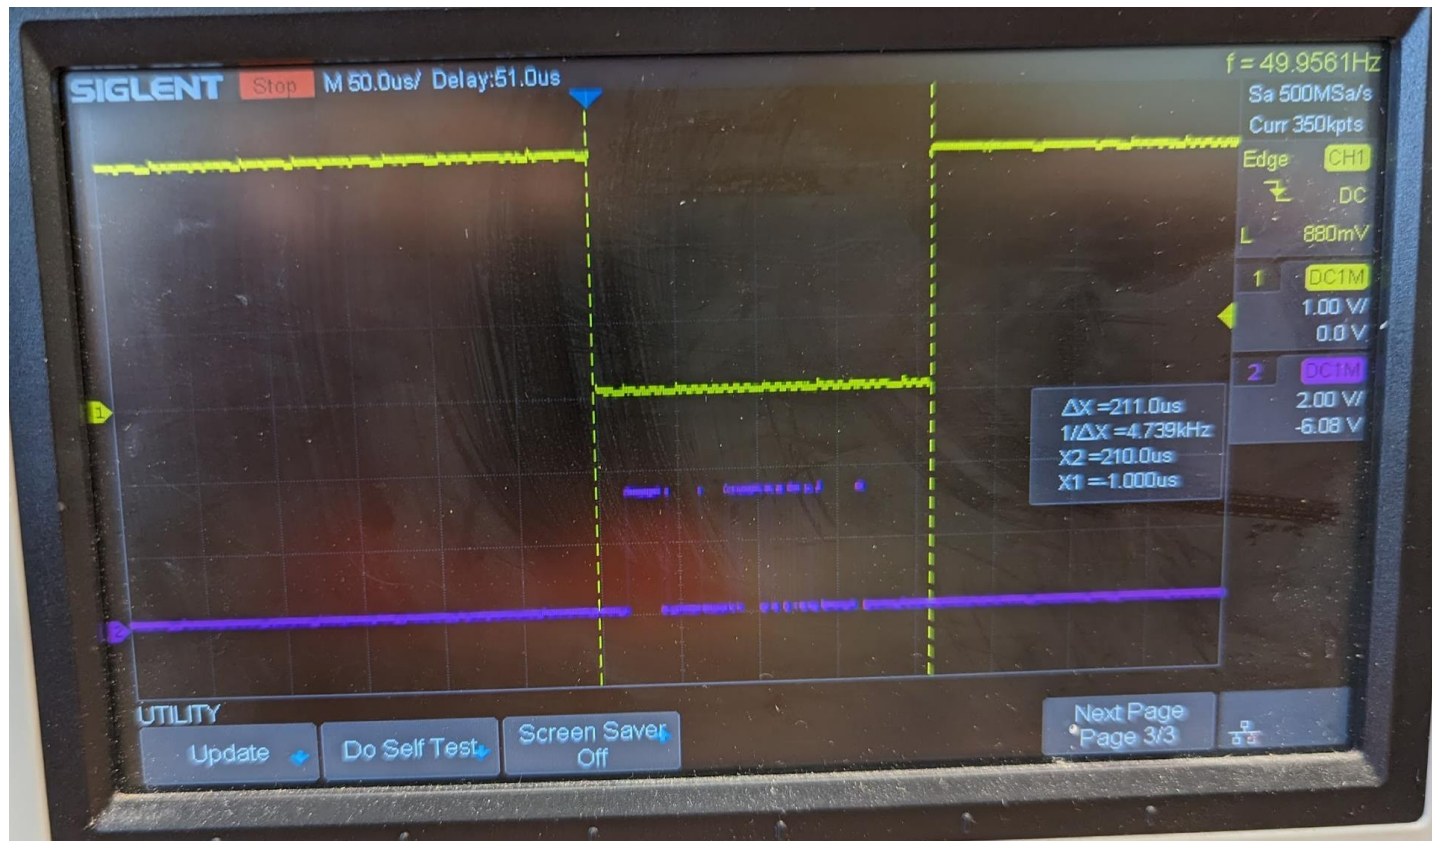 SIGLENT Stop M 50.0us/ Delay:51.0us
f = 49.9561Hz
Sa 500MSa/s
Curr 350kpts
Edge CH1
DC
L 880mV
1 DC1M
1.00 V/
0.0 V
2 DC1M
2.00 V/
-6.08 V
1
ΔX =211.0us
1/ΔX =4.739kHz
X2 =210.0us
X1 =-1.000us
2
UTILITY
Update
Do Self Test
Screen Saver
Off
Next Page
Page 3/3